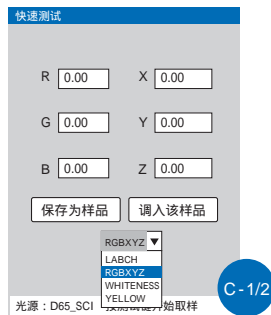 快速测试
R 0.00 X 0.00
G 0.00 Y 0.00
B 0.00 Z 0.00
保存为样品 调入该样品
RGBXYZ
LABCH
RGBXYZ
WHITENESS
YELLOW
C-1/2
光源：D65_SCI 按测试键开始取样